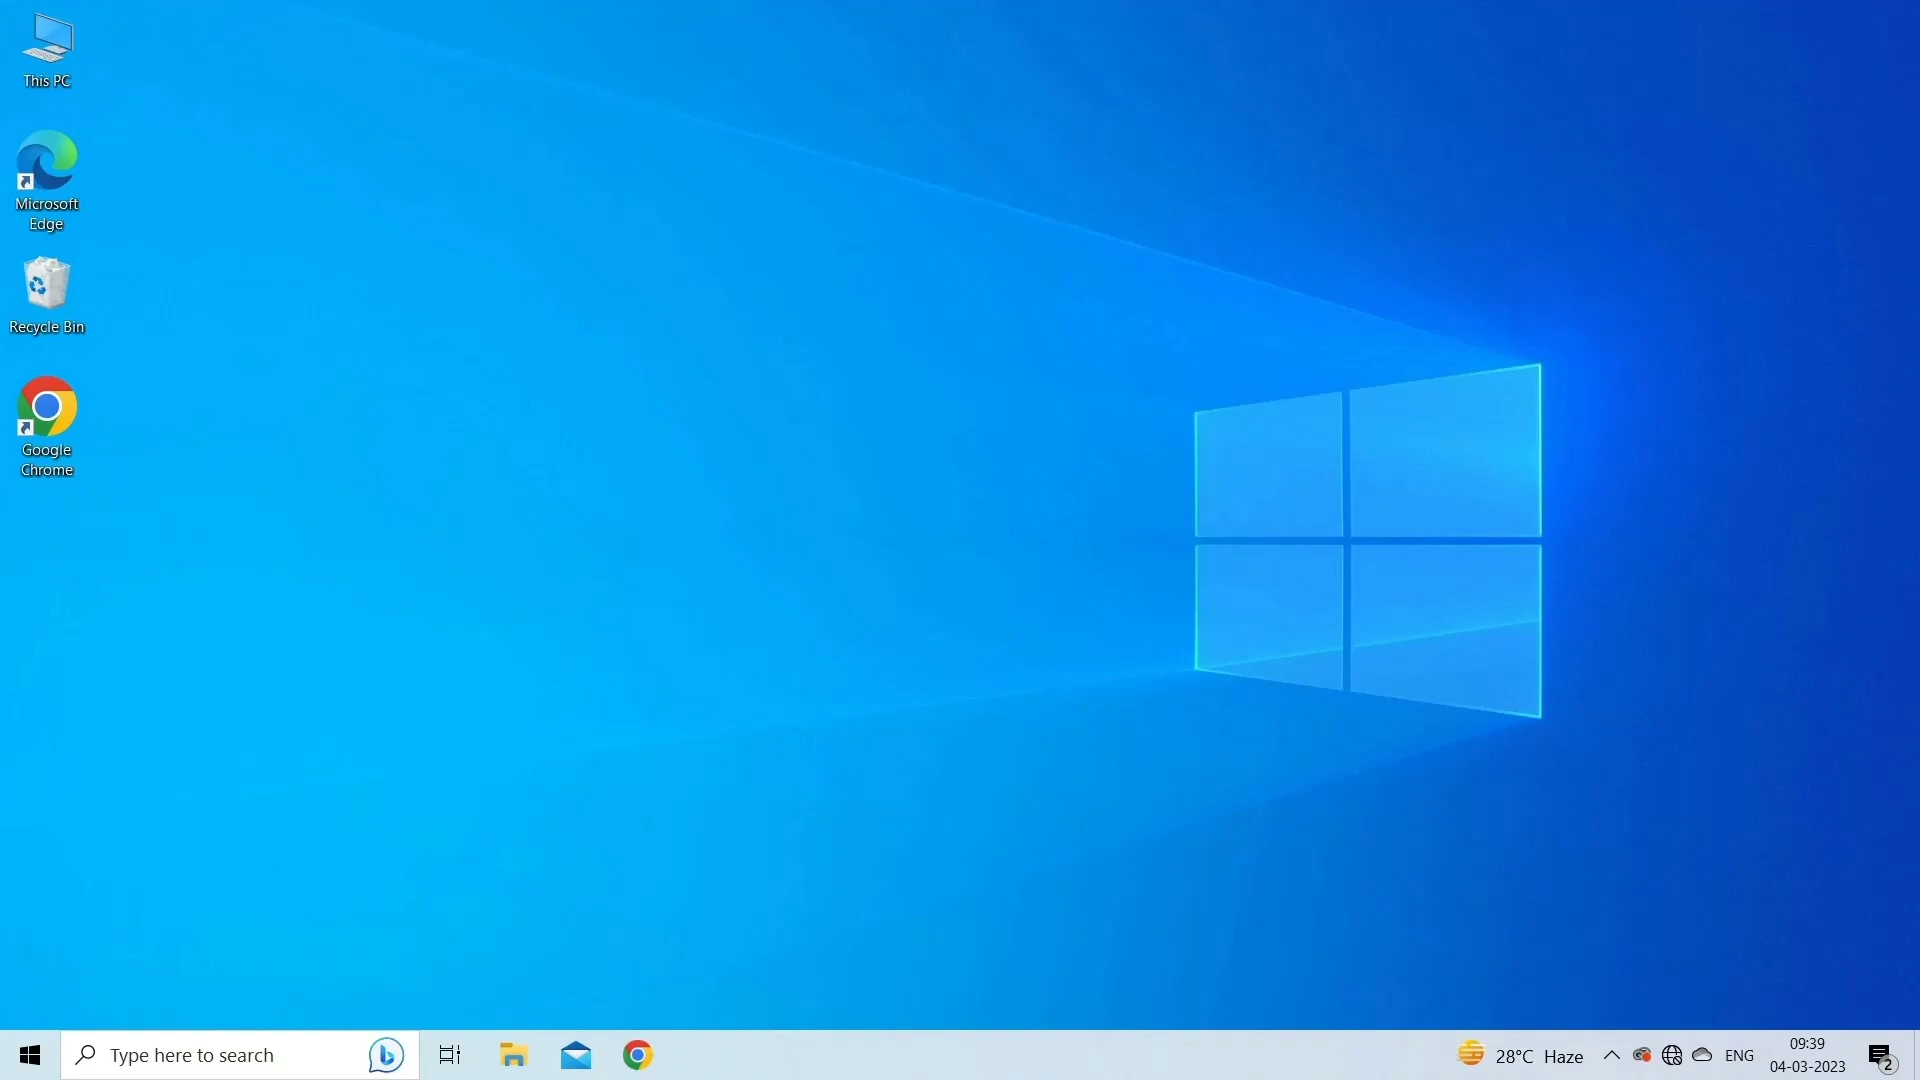 This PC
Microsoft
Edge
Recycle Bin
Google
Chrome
Type here to search
28°C Haze
ENG
09:39
04-03-2023
2